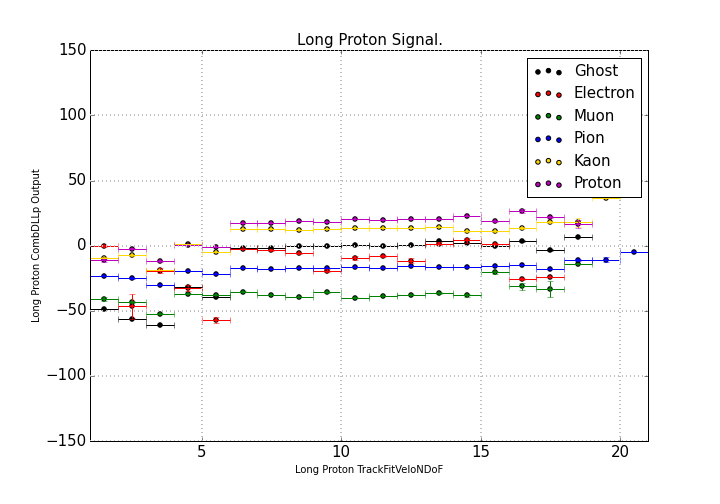 Long Proton Signal.
150
100
50
0
−50
−100
−150
5
10
15
20
Long Proton CombDLLp Output
Long Proton TrackFitVeloNDoF
Ghost
Electron
Muon
Pion
Kaon
Proton